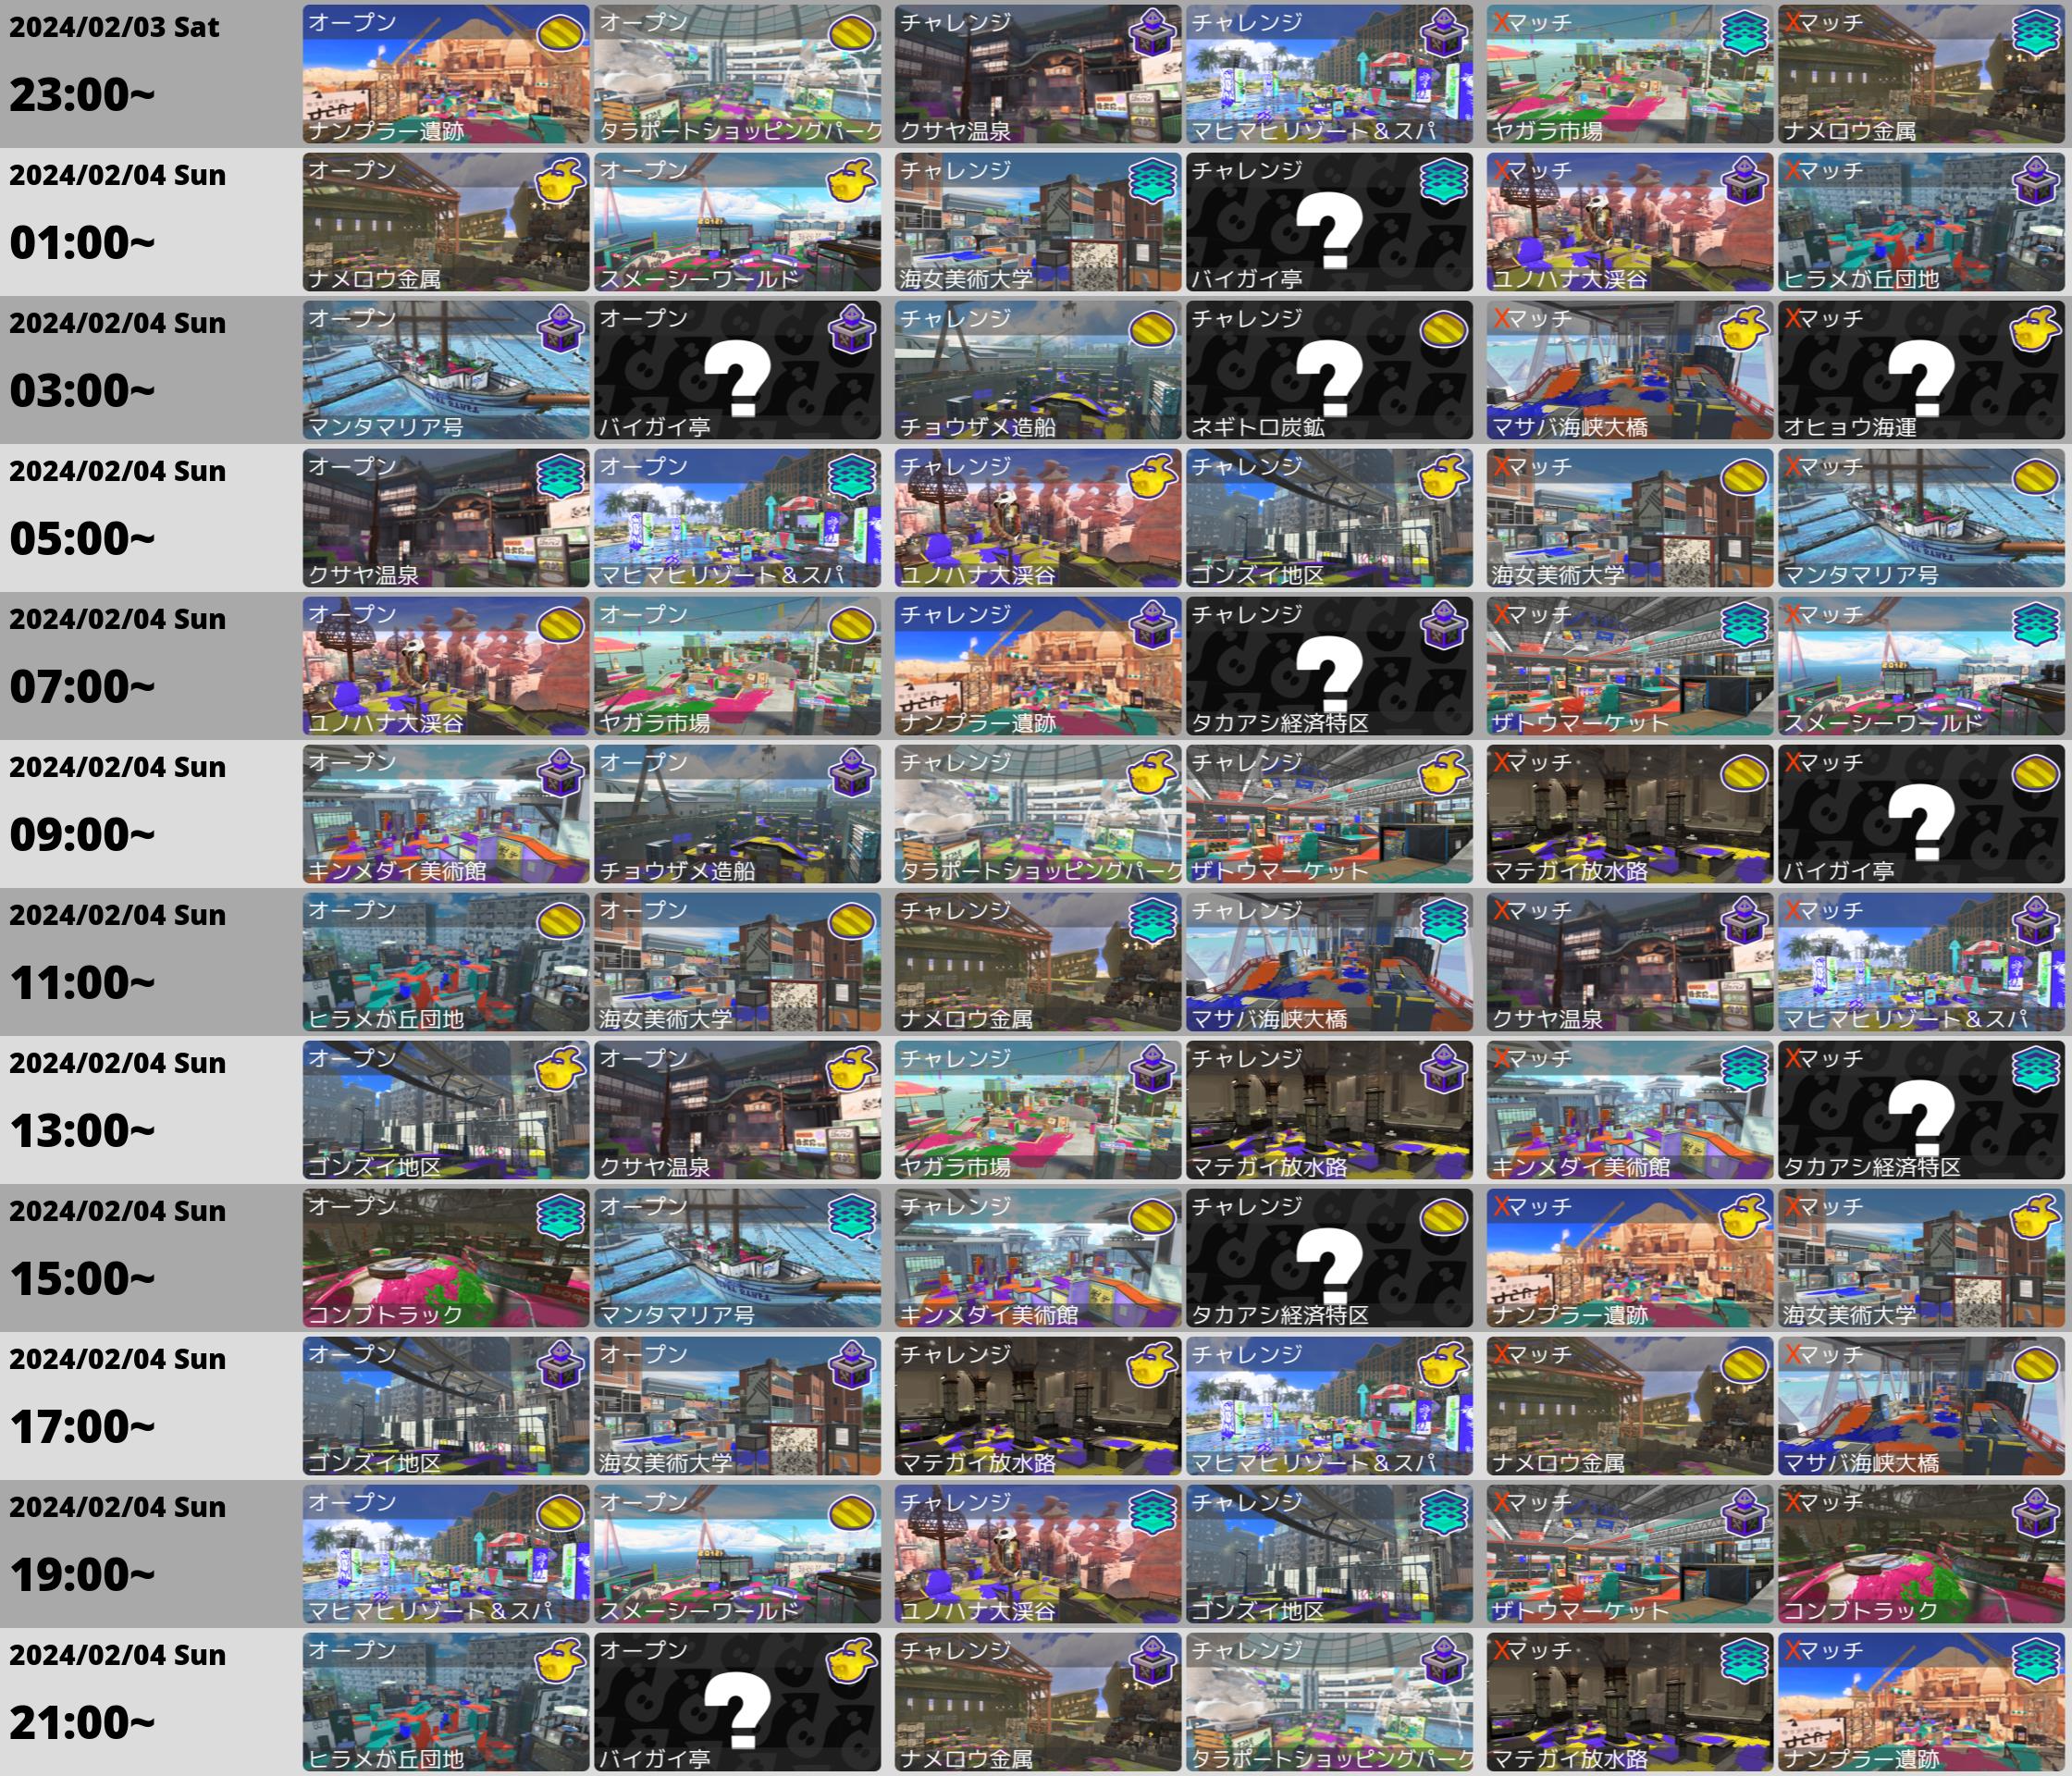 2024/02/03 Sat
23:00~
オープン オープン チャレンジ チャレンジ Xマッチ Xマッチ
ナンプラー遺跡 タラポートショッピングパーク クサヤ温泉 マヒマヒリゾート＆スパ ヤガラ市場 ナメロウ金属
2024/02/04 Sun
01:00~
オープン オープン チャレンジ チャレンジ Xマッチ Xマッチ
ナメロウ金属 スメーシーワールド 海女美術大学 バイガイ亭 ユノハナ大渓谷 ヒラメが丘団地
2024/02/04 Sun
03:00~
オープン オープン チャレンジ チャレンジ Xマッチ Xマッチ
マンタマリア号 バイガイ亭 チョウザメ造船 ネギトロ炭鉱 マサバ海峡大橋 オヒョウ海運
2024/02/04 Sun
05:00~
オープン オープン チャレンジ チャレンジ Xマッチ Xマッチ
クサヤ温泉 マヒマヒリゾート＆スパ ユノハナ大渓谷 ゴンズイ地区 海女美術大学 マンタマリア号
2024/02/04 Sun
07:00~
オープン オープン チャレンジ チャレンジ Xマッチ Xマッチ
ユノハナ大渓谷 ヤガラ市場 ナンプラー遺跡 タカアシ経済特区 ザトウマーケット スメーシーワールド
2024/02/04 Sun
09:00~
オープン オープン チャレンジ チャレンジ Xマッチ Xマッチ
キンメダイ美術館 チョウザメ造船 タラポートショッピングパーク ザトウマーケット マテガイ放水路 バイガイ亭
2024/02/04 Sun
11:00~
オープン オープン チャレンジ チャレンジ Xマッチ Xマッチ
ヒラメが丘団地 海女美術大学 ナメロウ金属 マサバ海峡大橋 クサヤ温泉 マヒマヒリゾート＆スパ
2024/02/04 Sun
13:00~
オープン オープン チャレンジ チャレンジ Xマッチ Xマッチ
ゴンズイ地区 クサヤ温泉 ヤガラ市場 マテガイ放水路 キンメダイ美術館 タカアシ経済特区
2024/02/04 Sun
15:00~
オープン オープン チャレンジ チャレンジ Xマッチ Xマッチ
コンブトラック マンタマリア号 キンメダイ美術館 タカアシ経済特区 ナンプラー遺跡 海女美術大学
2024/02/04 Sun
17:00~
オープン オープン チャレンジ チャレンジ Xマッチ Xマッチ
ゴンズイ地区 海女美術大学 マテガイ放水路 マヒマヒリゾート＆スパ ナメロウ金属 マサバ海峡大橋
2024/02/04 Sun
19:00~
オープン オープン チャレンジ チャレンジ Xマッチ Xマッチ
マヒマヒリゾート＆スパ スメーシーワールド ユノハナ大渓谷 ゴンズイ地区 ザトウマーケット コンブトラック
2024/02/04 Sun
21:00~
オープン オープン チャレンジ チャレンジ Xマッチ Xマッチ
ヒラメが丘団地 バイガイ亭 ナメロウ金属 タラポートショッピングパーク マテガイ放水路 ナンプラー遺跡